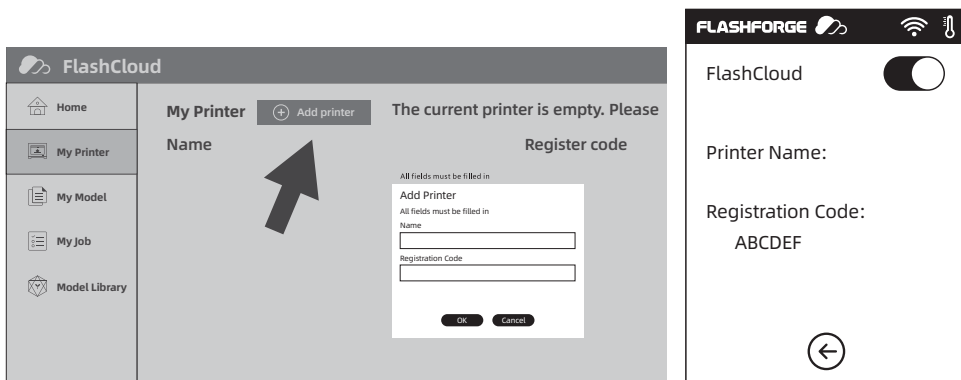 FlashCloud
Home
My Printer
My Model
My Job
Model Library
My Printer
Add printer
The current printer is empty. Please
Name
Register code
All fields must be filled in
Add Printer
All fields must be filled in
Name
Registration Code
OK
Cancel
FLASHFORGE
FlashCloud
Printer Name:
Registration Code:
ABCDEF